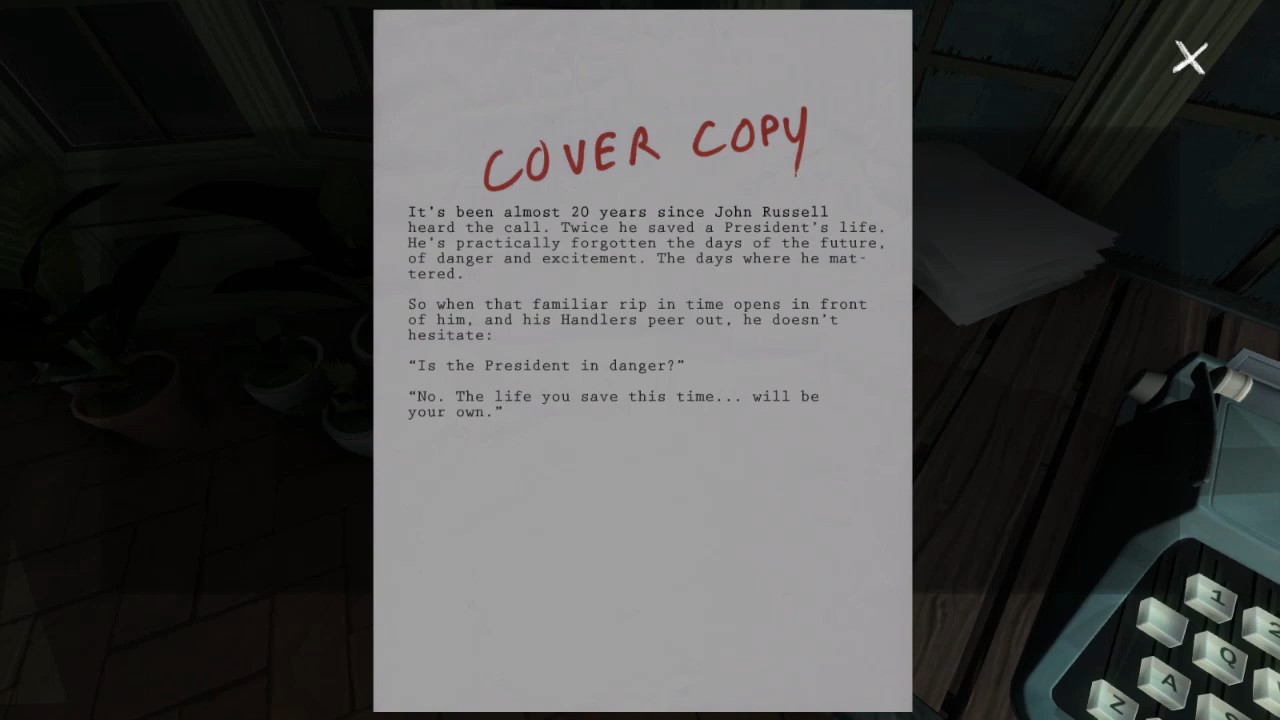 COVER COPY
It's been almost 20 years since John Russell
heard the call. Twice he saved a President's life.
He's practically forgotten the days of the future,
of danger and excitement. The days where he mat-
tered.
So when that familiar rip in time opens in front
of him, and his Handlers peer out, he doesn't
hesitate:
“Is the President in danger?”
“No. The life you save this time... will be
your own.”
1
2
Q
A
Z